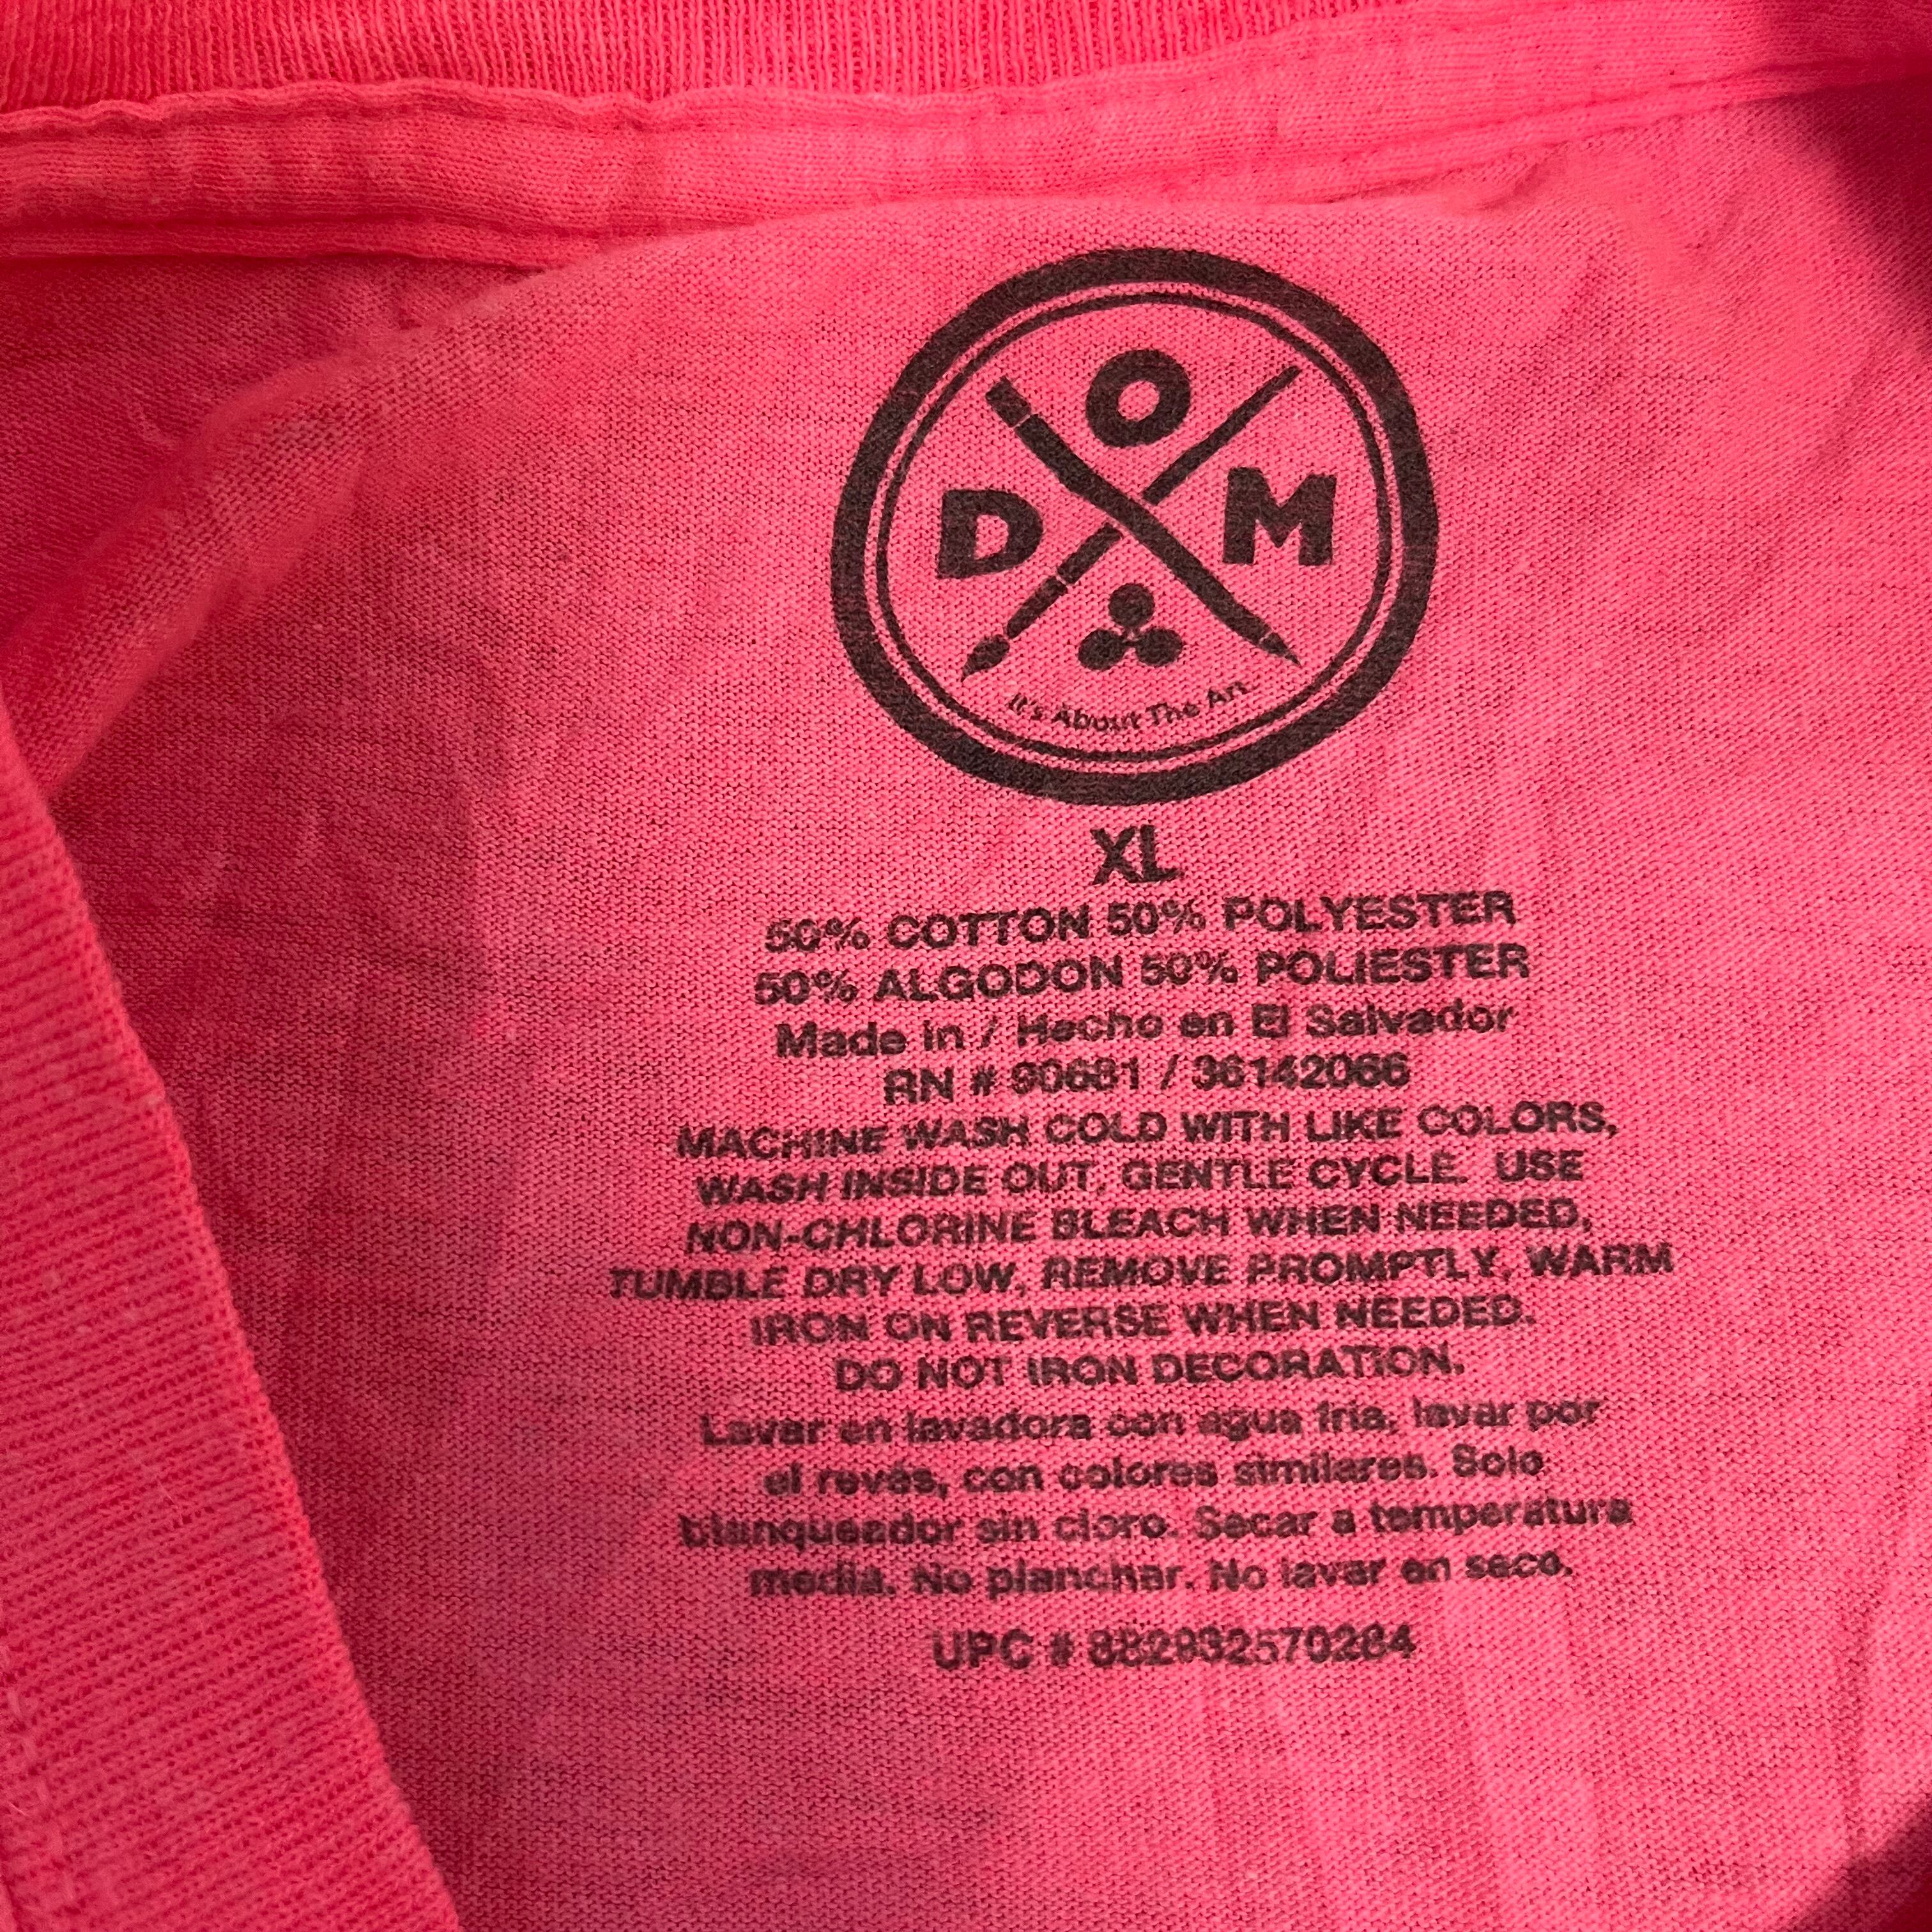 D O M
It's About The Art.
XL
50% COTTON 50% POLYESTER
50% ALGODON 50% POLIESTER
Made in / Hecho en El Salvador
RN # 90681 / 36142066
MACHINE WASH COLD WITH LIKE COLORS,
WASH INSIDE OUT, GENTLE CYCLE. USE
NON-CHLORINE BLEACH WHEN NEEDED,
TUMBLE DRY LOW, REMOVE PROMPTLY, WARM
IRON ON REVERSE WHEN NEEDED.
DO NOT IRON DECORATION.
Lavar en lavadora con agua fria, lavar por
el revés, con colores similares. Solo
blanqueador sin cloro. Secar a temperatura
media. No planchar. No lavar en seco.
UPC # 882932570284